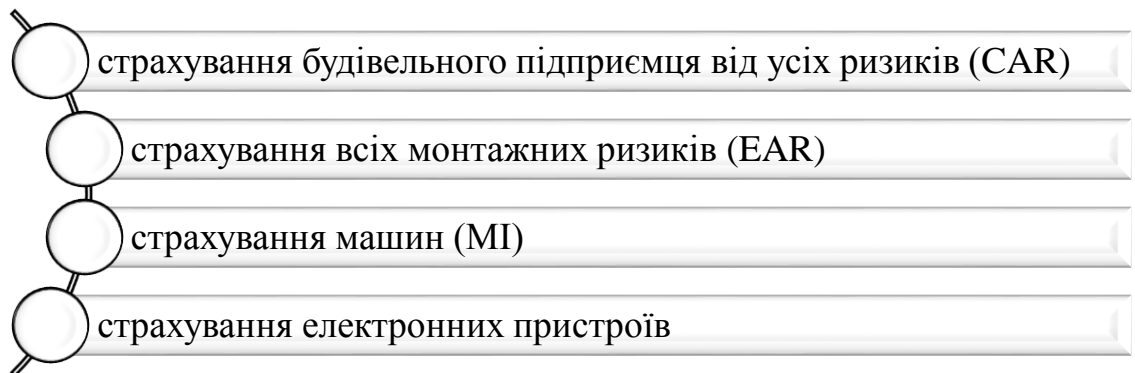 страхування будівельного підприємця від усіх ризиків (CAR)
страхування всіх монтажних ризиків (EAR)
страхування машин (MI)
страхування електронних пристроїв